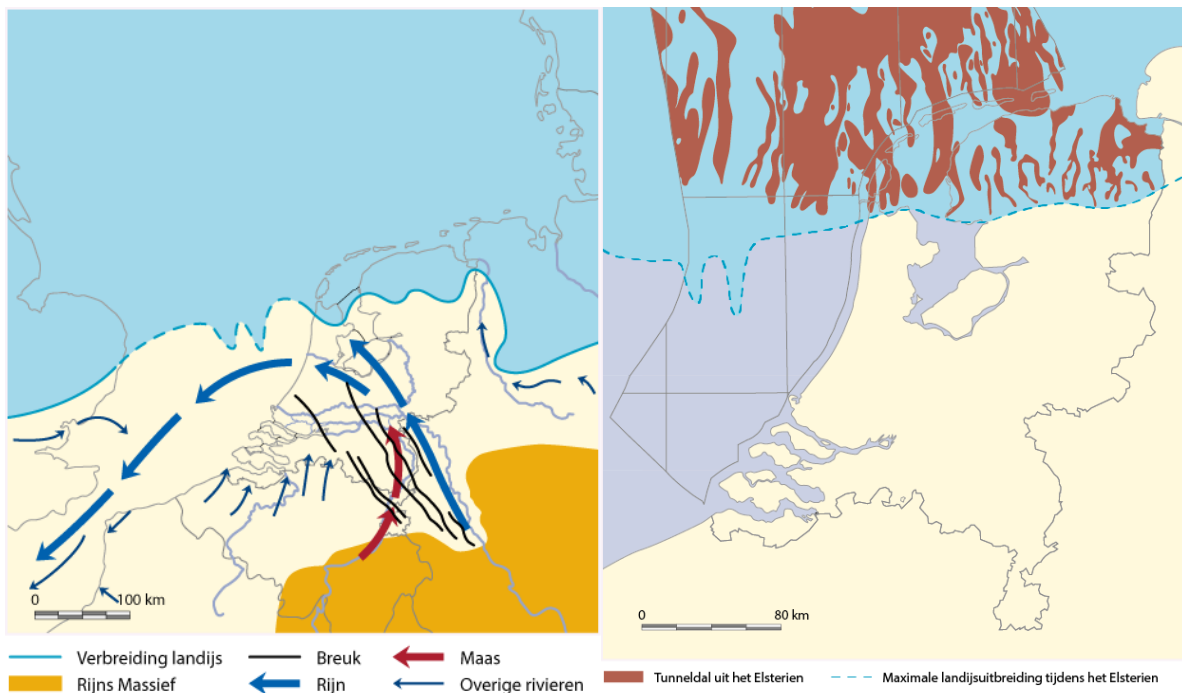 0 100 km
Verbreiding landijs Breuk Maas
Rijns Massief Rijn Overige rivieren
0 80 km
Tunneldal uit het Elsterien Maximale landijsuitbreiding tijdens het Elsterien